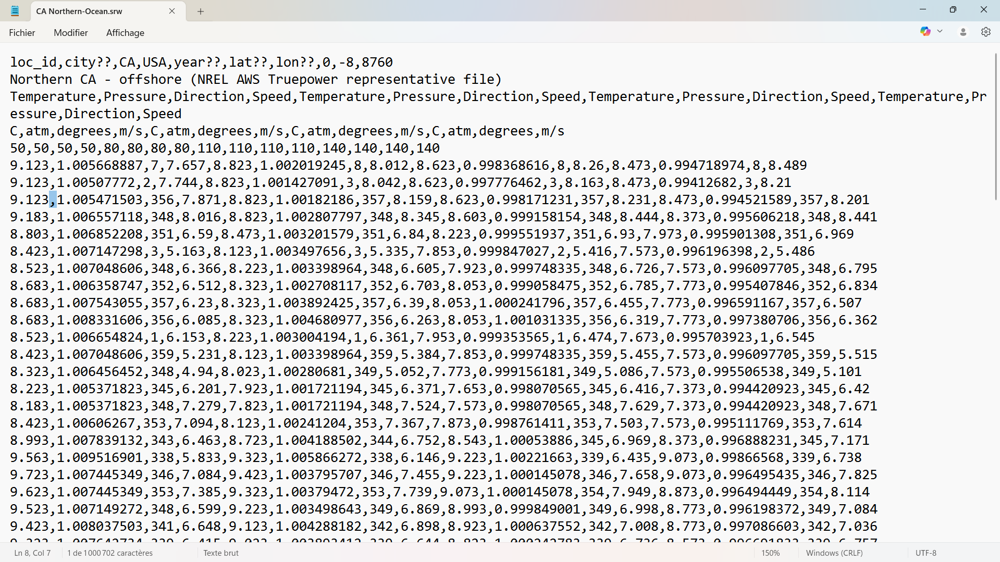 CA Northern-Ocean.srw
Fichier Modifier Affichage
loc_id,city??,CA,USA,year??,lat??,lon??,0,-8,8760
Northern CA - offshore (NREL AWS Truepower representative file)
Temperature,Pressure,Direction,Speed,Temperature,Pressure,Direction,Speed,Temperature,Pressure,Direction,Speed,Temperature,Pr
essure,Direction,Speed
C,atm,degrees,m/s,C,atm,degrees,m/s,C,atm,degrees,m/s,C,atm,degrees,m/s
50,50,50,50,80,80,80,80,110,110,110,110,140,140,140,140
9.123,1.005668887,7,7.657,8.823,1.002019245,8,8.012,8.623,0.998368616,8,8.26,8.473,0.994718974,8,8.489
9.123,1.00507772,2,7.744,8.823,1.001427091,3,8.042,8.623,0.997776462,3,8.163,8.473,0.99412682,3,8.21
9.123,1.005471503,356,7.871,8.823,1.00182186,357,8.159,8.623,0.998171231,357,8.231,8.473,0.994521589,357,8.201
9.183,1.006557118,348,8.016,8.823,1.002807797,348,8.345,8.603,0.999158154,348,8.444,8.373,0.995606218,348,8.441
8.803,1.006852208,351,6.59,8.473,1.003201579,351,6.84,8.223,0.999551937,351,6.93,7.973,0.995901308,351,6.969
8.423,1.007147298,3,5.163,8.123,1.003497656,3,5.335,7.853,0.999847027,2,5.416,7.573,0.996196398,2,5.486
8.523,1.007048606,348,6.366,8.223,1.003398964,348,6.605,7.923,0.999748335,348,6.726,7.573,0.996097705,348,6.795
8.683,1.006358747,352,6.512,8.323,1.002708117,352,6.703,8.053,0.999058475,352,6.785,7.773,0.995407846,352,6.834
8.683,1.007543055,357,6.23,8.323,1.003892425,357,6.39,8.053,1.000241796,357,6.455,7.773,0.996591167,357,6.507
8.683,1.008331606,356,6.085,8.323,1.004680977,356,6.263,8.053,1.001031335,356,6.319,7.773,0.997380706,356,6.362
8.523,1.006654824,1,6.153,8.223,1.003004194,1,6.361,7.953,0.999353565,1,6.474,7.673,0.995703923,1,6.545
8.423,1.007048606,359,5.231,8.123,1.003398964,359,5.384,7.853,0.999748335,359,5.455,7.573,0.996097705,359,5.515
8.323,1.006456452,348,4.94,8.023,1.00280681,349,5.052,7.773,0.999156181,349,5.086,7.573,0.995506538,349,5.101
8.223,1.005371823,345,6.201,7.923,1.001721194,345,6.371,7.653,0.998070565,345,6.416,7.373,0.994420923,345,6.42
8.183,1.005371823,348,7.279,7.823,1.001721194,348,7.524,7.573,0.998070565,348,7.629,7.373,0.994420923,348,7.671
8.423,1.00606267,353,7.094,8.123,1.00241204,353,7.367,7.873,0.998761411,353,7.503,7.573,0.995111769,353,7.614
8.993,1.007839132,343,6.463,8.723,1.004188502,344,6.752,8.543,1.00053886,345,6.969,8.373,0.996888231,345,7.171
9.563,1.009516901,338,5.833,9.323,1.005866272,338,6.146,9.223,1.00221663,339,6.435,9.073,0.99866568,339,6.738
9.723,1.007445349,346,7.084,9.423,1.003795707,346,7.455,9.223,1.000145078,346,7.658,9.073,0.996495435,346,7.825
9.623,1.007445349,353,7.385,9.323,1.00379472,353,7.739,9.073,1.000145078,354,7.949,8.873,0.996494449,354,8.114
9.523,1.007149272,348,6.599,9.223,1.003498643,349,6.869,8.993,0.999849001,349,6.998,8.773,0.996198372,349,7.084
9.423,1.008037503,341,6.648,9.123,1.004288182,342,6.898,8.923,1.000637552,342,7.008,8.773,0.997086603,342,7.036
Ln 8, Col 7 1 de 1 000 702 caractères Texte brut 150% Windows (CRLF) UTF-8